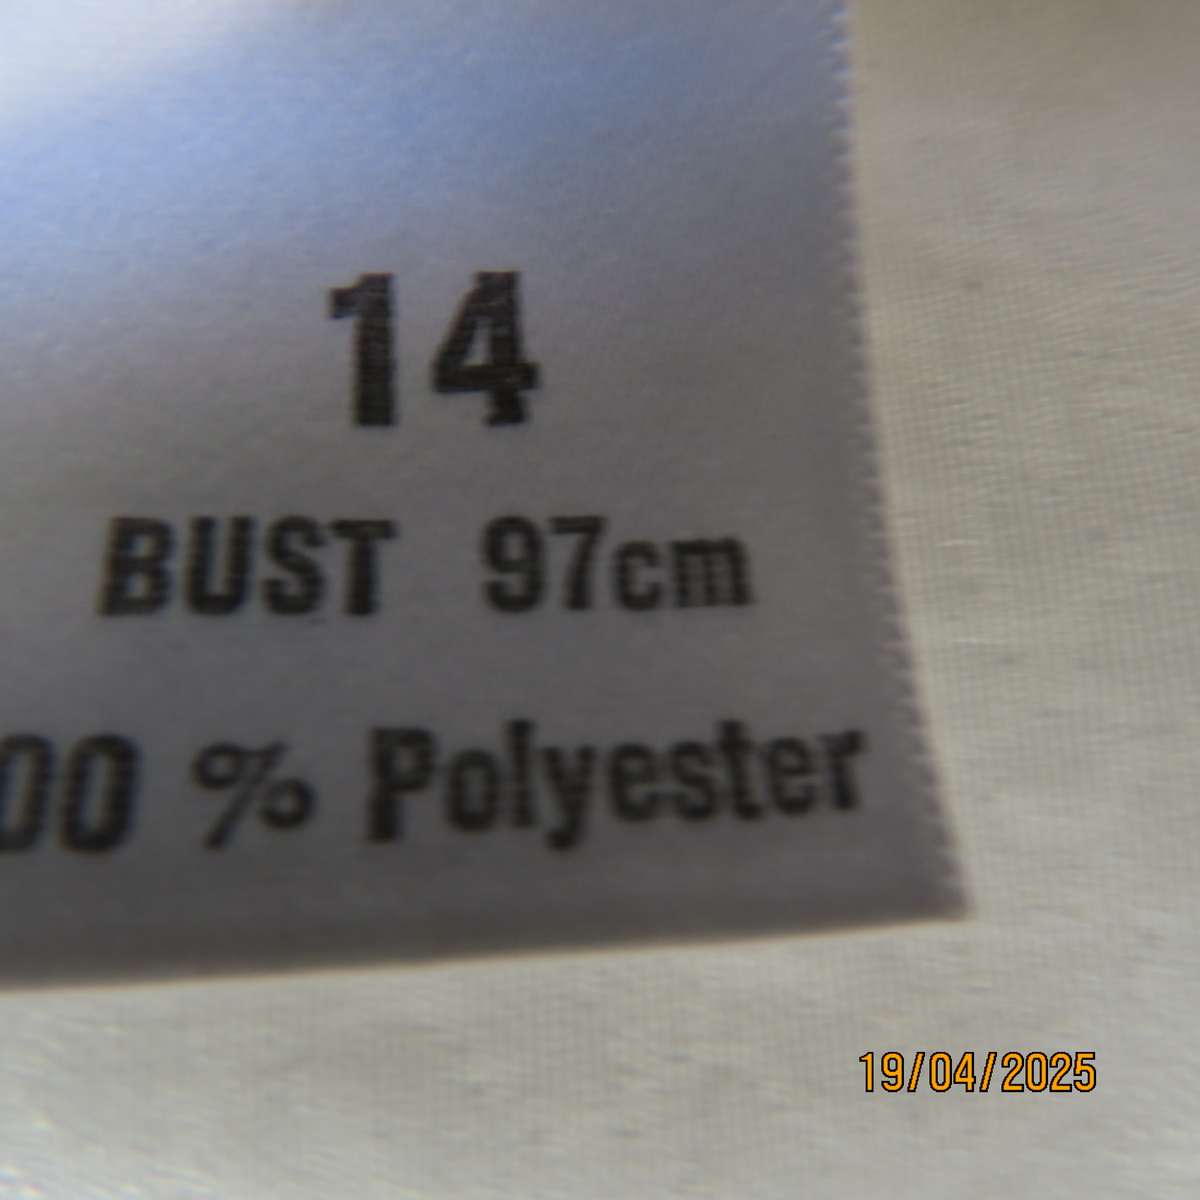 14
BUST 97cm
00 % Polyester
19/04/2025